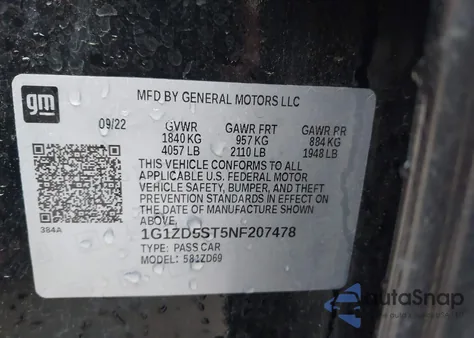 gm
MFD BY GENERAL MOTORS LLC
09/22 GVWR GAWR FRT GAWR RR
1840 KG 957 KG 884 KG
4057 LB 2110 LB 1948 LB
THIS VEHICLE CONFORMS TO ALL
APPLICABLE U.S. FEDERAL MOTOR
VEHICLE SAFETY, BUMPER, AND THEFT
PREVENTION STANDARDS IN EFFECT ON
THE DATE OF MANUFACTURE SHOWN
ABOVE.
384A
1G1ZD5ST5NF207478
TYPE: PASS CAR
MODEL: 581ZD69
autoSnap